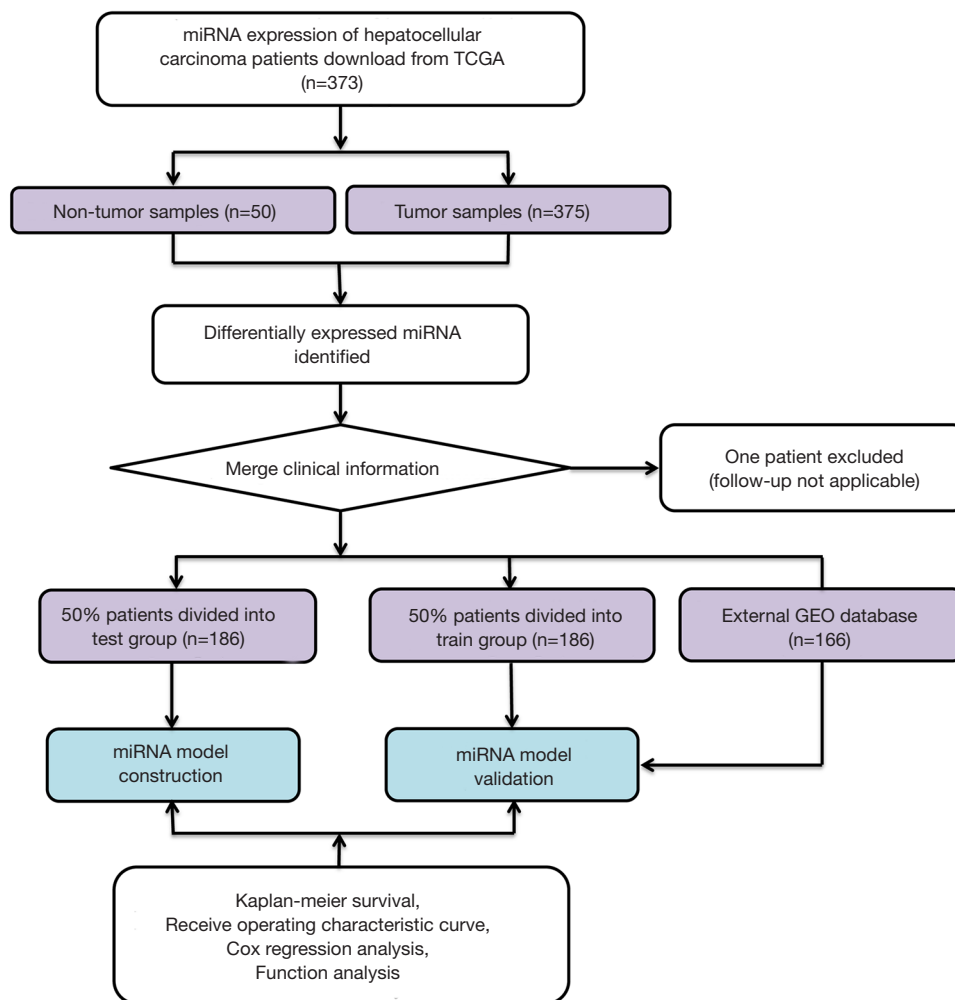 miRNA expression of hepatocellular
carcinoma patients download from TCGA
(n=373)
Non-tumor samples (n=50)
Tumor samples (n=375)
Differentially expressed miRNA
identified
Merge clinical information
One patient excluded
(follow-up not applicable)
50% patients divided into
test group (n=186)
50% patients divided into
train group (n=186)
External GEO database
(n=166)
miRNA model
construction
miRNA model
validation
Kaplan-meier survival,
Receive operating characteristic curve,
Cox regression analysis,
Function analysis